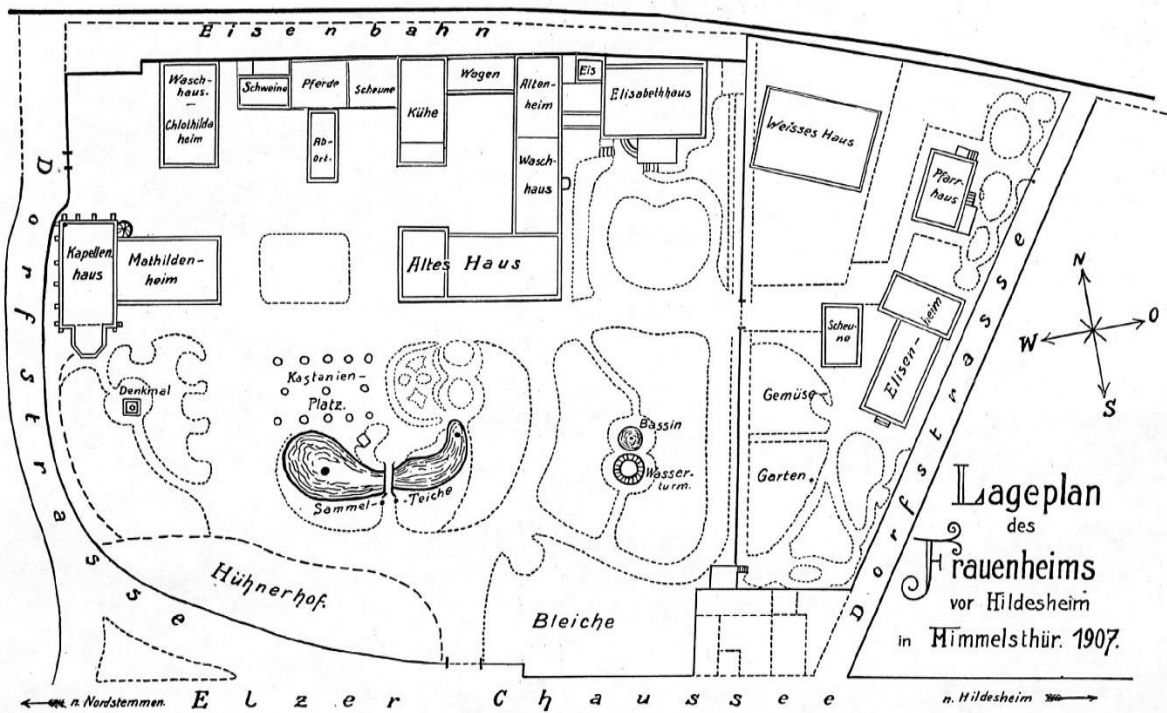 Eisenbahn
Wasch-
haus.
Chlothilda
heim
Schweine
Pferde
Scheune
Ab-
ort.
Kühe
Wagen
Alten-
heim
Wasch-
haus
Eis
Elisabethhaus
Weisses Haus
Pfarr-
haus
Dorfstrasse
Kapellen.
haus
Mathilden-
heim
Altes Haus
Scheu-
ne
Elisen-
heim
Dorfstrasse
N
O
W
S
Denkmal
Kastanien-
Platz.
Sammel-Teiche
Bassin
Wasser-
turm.
Gemüse-
Garten.
Hühnerhof.
Bleiche
Lageplan
des
Frauenheims
vor Hildesheim
in Himmelsthür. 1907.
n. Nordstemmen.
Elzer Chaussee
n. Hildesheim